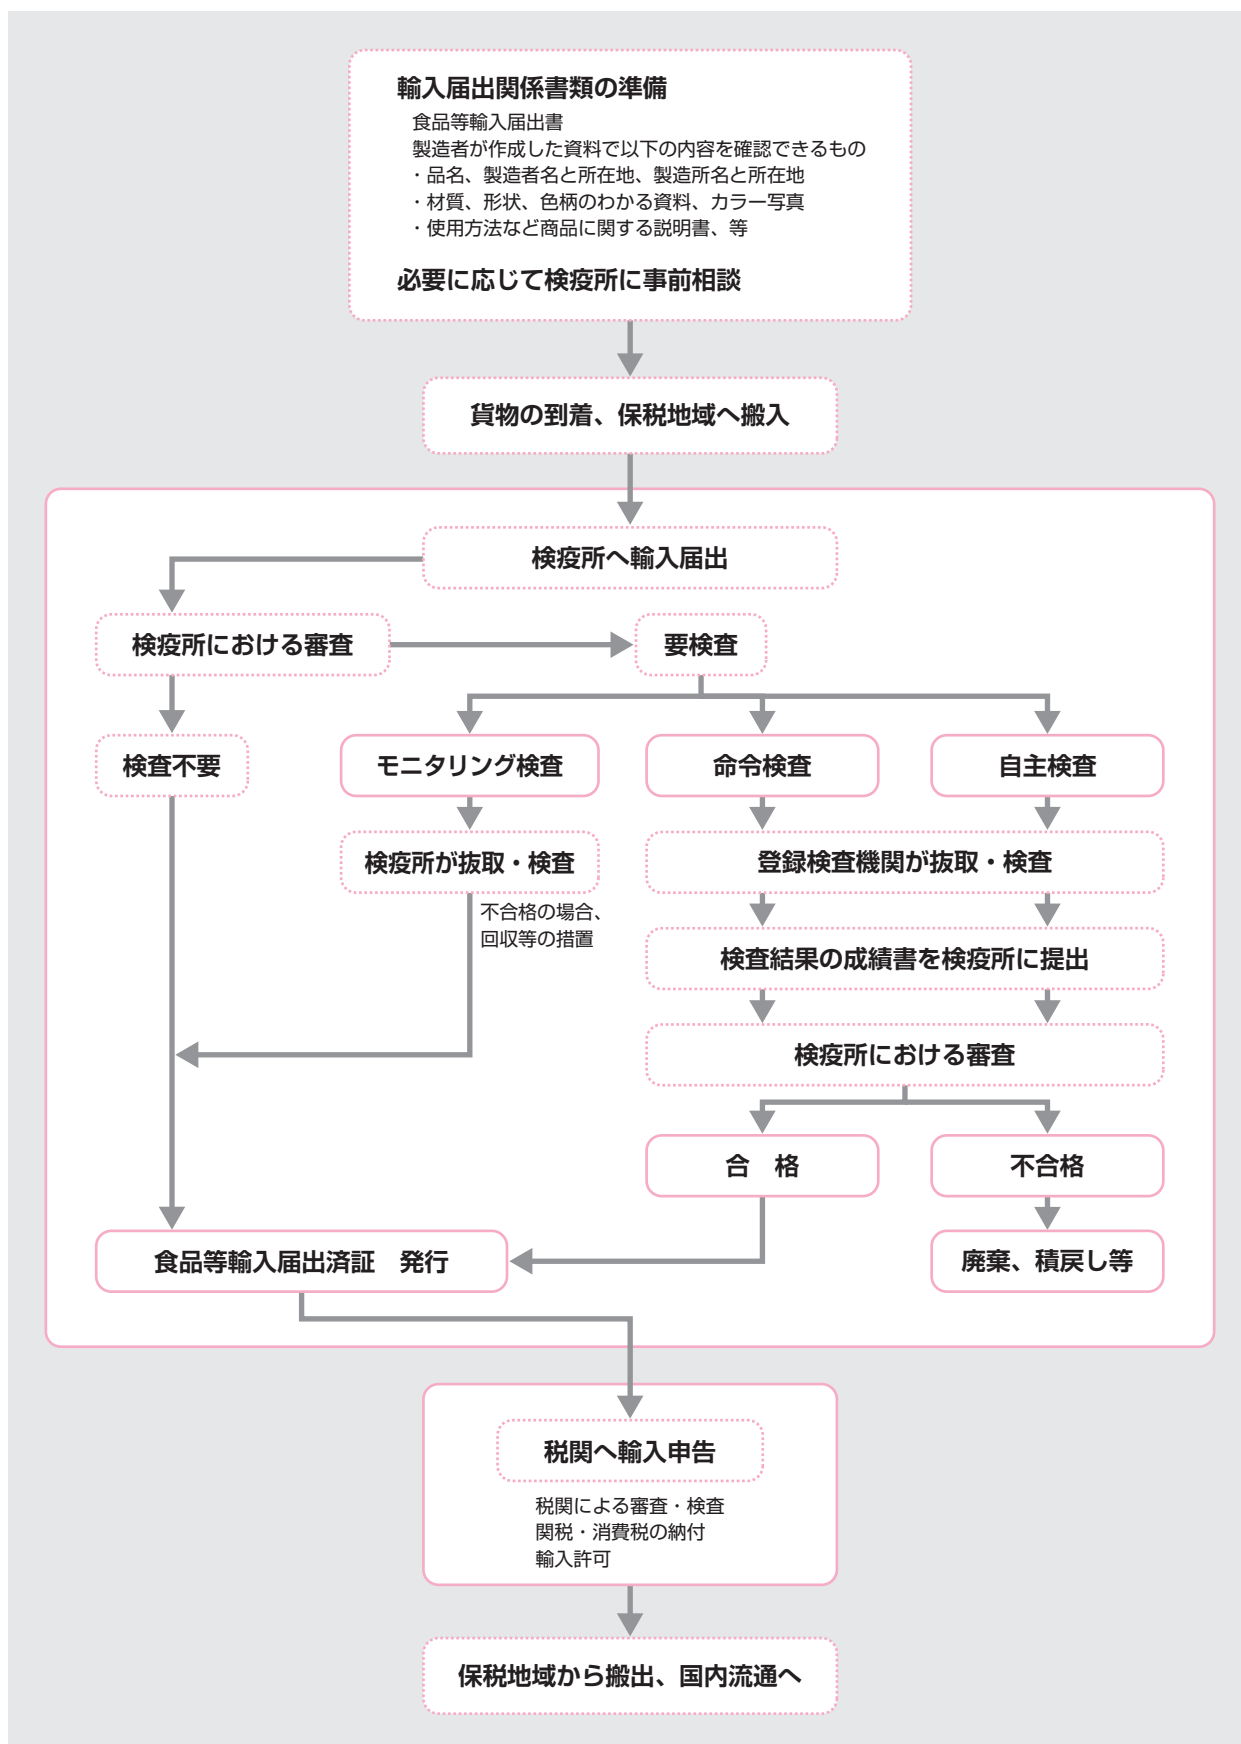 輸入届出関係書類の準備
食品等輸入届出書
製造者が作成した資料で以下の内容を確認できるもの
・品名、製造者名と所在地、製造所名と所在地
・材質、形状、色柄のわかる資料、カラー写真
・使用方法など商品に関する説明書、等
必要に応じて検疫所に事前相談
貨物の到着、保税地域へ搬入
検疫所へ輸入届出
検疫所における審査
要検査
検査不要
モニタリング検査
命令検査
自主検査
検疫所が抜取・検査
登録検査機関が抜取・検査
不合格の場合、
回収等の措置
検査結果の成績書を検疫所に提出
検疫所における審査
合　格
不合格
食品等輸入届出済証　発行
廃棄、積戻し等
税関へ輸入申告
税関による審査・検査
関税・消費税の納付
輸入許可
保税地域から搬出、国内流通へ